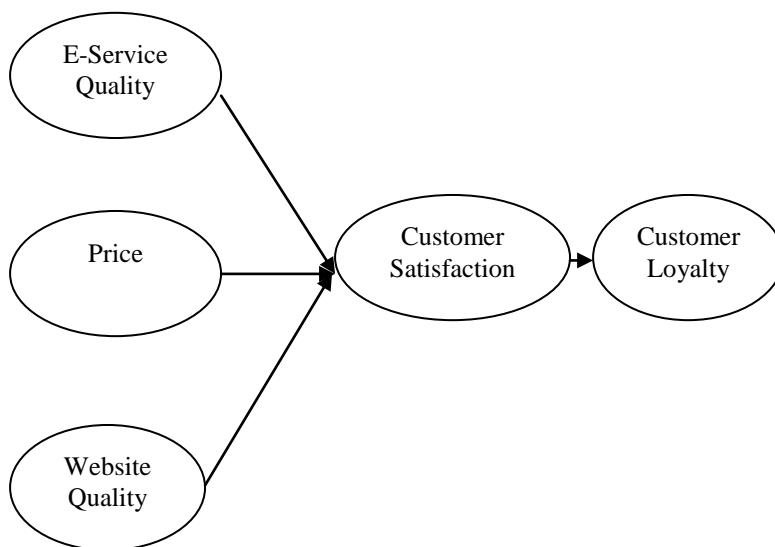 E-Service
Quality
Price
Customer
Satisfaction
Customer
Loyalty
Website
Quality